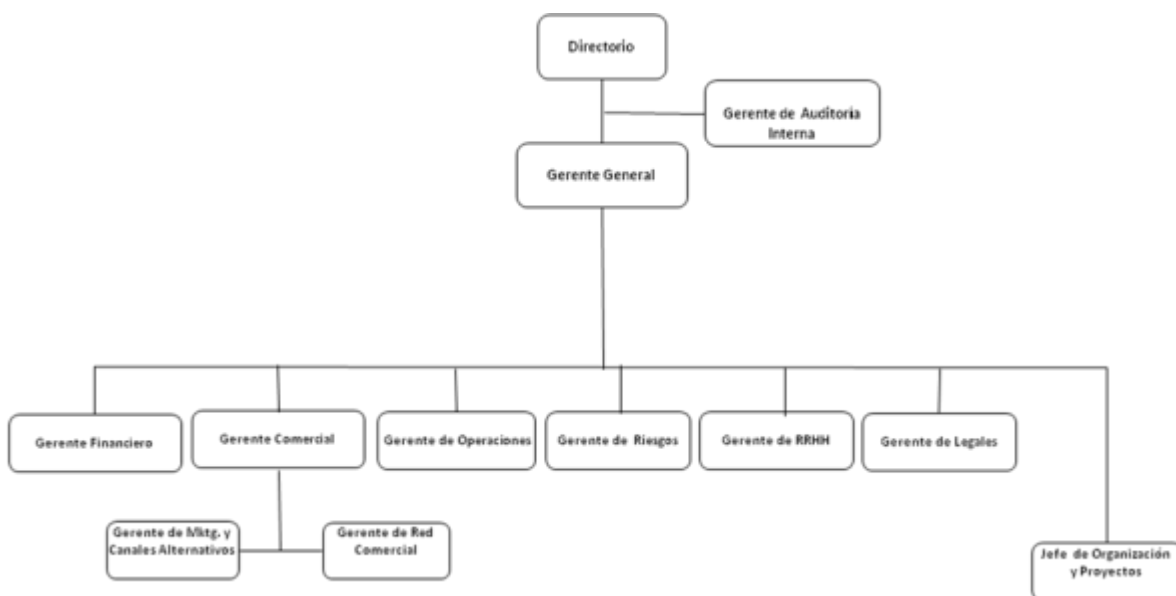 Directorio
Gerente de Auditoria
Interna
Gerente General
Gerente Financiero
Gerente Comercial
Gerente de Operaciones
Gerente de Riesgos
Gerente de RRHH
Gerente de Legales
Gerente de Mktg. y
Canales Alternativos
Gerente de Red
Comercial
Jefe de Organización
y Proyectos